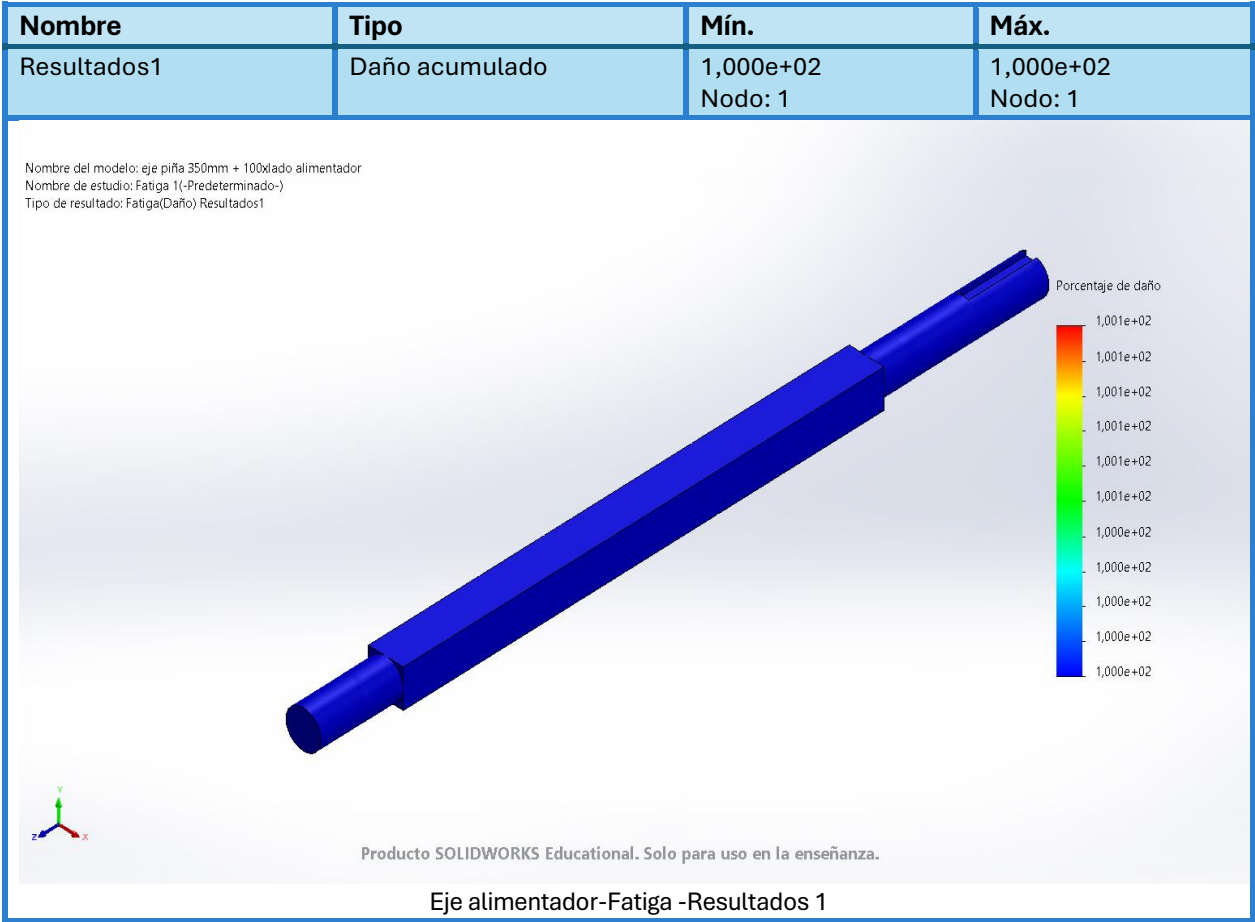 Nombre Tipo Mín. Máx.
Resultados1 Daño acumulado 1,000e+02 1,000e+02
Nodo: 1 Nodo: 1
Nombre del modelo: eje piña 350mm + 100xlado alimentador
Nombre de estudio: Fatiga 1(-Predeterminado-)
Tipo de resultado: Fatiga(Daño) Resultados1
Porcentaje de daño
1,001e+02
1,001e+02
1,001e+02
1,001e+02
1,001e+02
1,001e+02
1,000e+02
1,000e+02
1,000e+02
1,000e+02
1,000e+02
Y
Z X
Producto SOLIDWORKS Educational. Solo para uso en la enseñanza.
Eje alimentador-Fatiga -Resultados 1